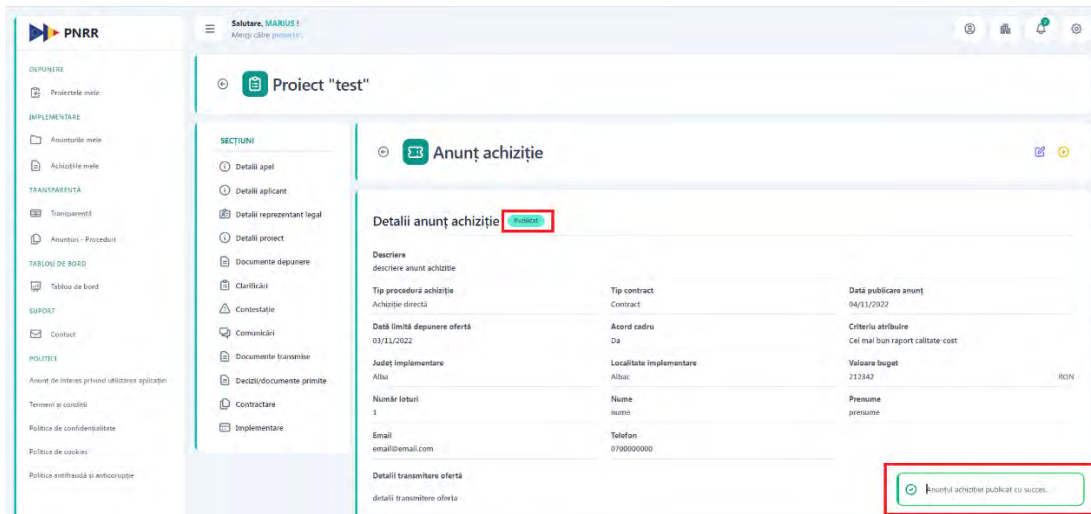 PNRR
Salutare, MARIUS !
Mergi către proiecte.
DEPUNERE
Proiectele mele
IMPLEMENTARE
Anunturile mele
Achizițiile mele
TRANSPARENȚĂ
Transparență
Anunturi - Proceduri
TABLOU DE BORD
Tablou de bord
SUPORT
Contact
POLITICI
Anunt de interes privind utilizarea aplicației
Termeni și condiții
Politica de confidentialitate
Politica de cookies
Politica antifraudă și anticorupție
Proiect "test"
SECȚIUNI
Detalii apel
Detalii aplicant
Detalii reprezentant legal
Detalii proiect
Documente depunere
Clarificări
Contestație
Comunicări
Documente transmise
Decizii/documente primite
Contractare
Implementare
Anunț achiziție
Detalii anunț achiziție Publicat
Descriere
descriere anunt achizitie
Tip procedură achiziție Tip contract Dată publicare anunț
Achiziție directă Contract 04/11/2022
Dată limită depunere ofertă Acord cadru Criteriu atribuire
03/11/2022 Da Cel mai bun raport calitate-cost
Județ implementare Localitate implementare Valoare buget
Alba Albac 212342 RON
Număr loturi Nume Prenume
1 nume prenume
Email Telefon
email@email.com 0700000000
Detalii transmitere ofertă
detalii transmitere oferta
Anunțul achiziției publicat cu succes.